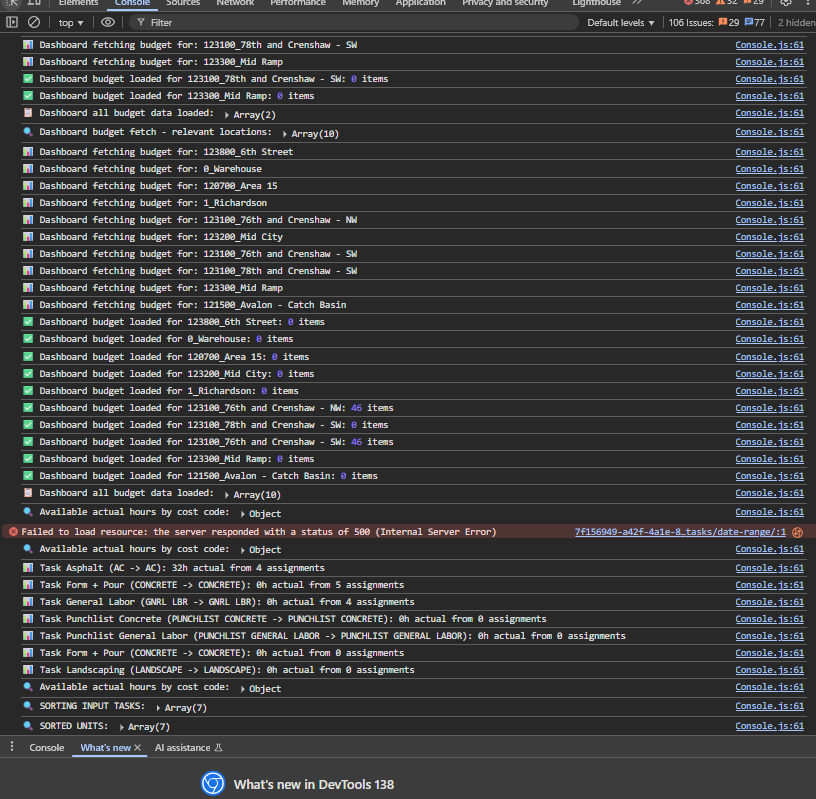 Elements Console Sources Network Performance Memory Application Privacy and security Lighthouse 308 32 29
top Filter Default levels 106 Issues: 29 77 2 hidden
Dashboard fetching budget for: 123100_78th and Crenshaw - SW Console.js:61
Dashboard fetching budget for: 123300_Mid Ramp Console.js:61
Dashboard budget loaded for 123100_78th and Crenshaw - SW: 0 items Console.js:61
Dashboard budget loaded for 123300_Mid Ramp: 0 items Console.js:61
Dashboard all budget data loaded: Array(2) Console.js:61
Dashboard budget fetch - relevant locations: Array(10) Console.js:61
Dashboard fetching budget for: 123800_6th Street Console.js:61
Dashboard fetching budget for: 0_Warehouse Console.js:61
Dashboard fetching budget for: 120700_Area 15 Console.js:61
Dashboard fetching budget for: 1_Richardson Console.js:61
Dashboard fetching budget for: 123100_76th and Crenshaw - NW Console.js:61
Dashboard fetching budget for: 123200_Mid City Console.js:61
Dashboard fetching budget for: 123100_76th and Crenshaw - SW Console.js:61
Dashboard fetching budget for: 123100_78th and Crenshaw - SW Console.js:61
Dashboard fetching budget for: 123300_Mid Ramp Console.js:61
Dashboard fetching budget for: 121500_Avalon - Catch Basin Console.js:61
Dashboard budget loaded for 123800_6th Street: 0 items Console.js:61
Dashboard budget loaded for 0_Warehouse: 0 items Console.js:61
Dashboard budget loaded for 120700_Area 15: 0 items Console.js:61
Dashboard budget loaded for 123200_Mid City: 0 items Console.js:61
Dashboard budget loaded for 1_Richardson: 0 items Console.js:61
Dashboard budget loaded for 123100_76th and Crenshaw - NW: 46 items Console.js:61
Dashboard budget loaded for 123100_78th and Crenshaw - SW: 0 items Console.js:61
Dashboard budget loaded for 123100_76th and Crenshaw - SW: 46 items Console.js:61
Dashboard budget loaded for 123300_Mid Ramp: 0 items Console.js:61
Dashboard budget loaded for 121500_Avalon - Catch Basin: 0 items Console.js:61
Dashboard all budget data loaded: Array(10) Console.js:61
Available actual hours by cost code: Object Console.js:61
Failed to load resource: the server responded with a status of 500 (Internal Server Error) 7f156949-a42f-4a1e-8…tasks/date-range/:1
Available actual hours by cost code: Object Console.js:61
Task Asphalt (AC -> AC): 32h actual from 4 assignments Console.js:61
Task Form + Pour (CONCRETE -> CONCRETE): 0h actual from 5 assignments Console.js:61
Task General Labor (GNRL LBR -> GNRL LBR): 0h actual from 4 assignments Console.js:61
Task Punchlist Concrete (PUNCHLIST CONCRETE -> PUNCHLIST CONCRETE): 0h actual from 0 assignments Console.js:61
Task Punchlist General Labor (PUNCHLIST GENERAL LABOR -> PUNCHLIST GENERAL LABOR): 0h actual from 0 assignments Console.js:61
Task Form + Pour (CONCRETE -> CONCRETE): 0h actual from 0 assignments Console.js:61
Task Landscaping (LANDSCAPE -> LANDSCAPE): 0h actual from 0 assignments Console.js:61
Available actual hours by cost code: Object Console.js:61
SORTING INPUT TASKS: Array(7) Console.js:61
SORTED UNITS: Array(7) Console.js:61
Console What's new AI assistance
What's new in DevTools 138